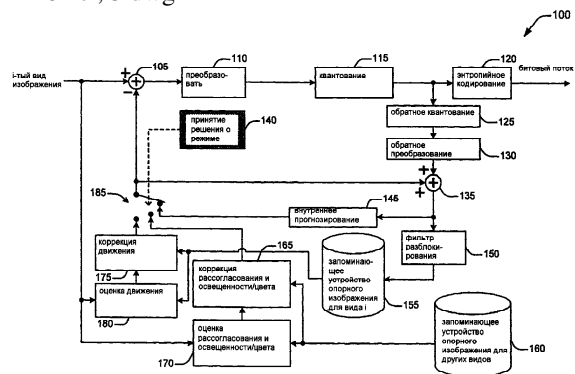 100
i-тый вид
изображения
+
−
105
110
преобразо-
вать
115
квантование
120
энтропийное
кодирование
битовый поток
принятие
решения о
режиме
140
обратное квантование
125
обратное
преобразование
130
+
+
135
185
145
внутреннее
прогнозирование
фильтр
разблоки-
рования
150
коррекция
движения
175
165
коррекция
рассогласования и
освещенности/цвета
запоминаю-
щее
устройство
опорного
изображения
для вида i
155
оценка движения
180
оценка
рассогласования и
освещенности/цвета
170
запоминающее
устройство
опорного
изображения для
других видов
160